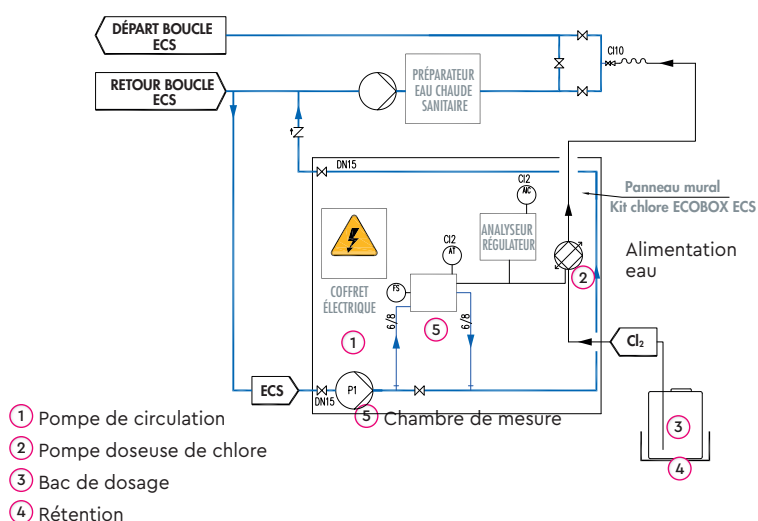 DÉPART BOUCLE
ECS
RETOUR BOUCLE
ECS
PRÉPARATEUR
EAU CHAUDE
SANITAIRE
Cl10
DN15
Panneau mural
Kit chlore ECOBOX ECS
Cl2
AIC
ANALYSEUR
RÉGULATEUR
Cl2
AT
FS
COFFRET
ÉLECTRIQUE
Alimentation
eau
2
1
5
6/8
6/8
Cl₂
ECS
DN15
P1
3
4
1 Pompe de circulation
5 Chambre de mesure
2 Pompe doseuse de chlore
3 Bac de dosage
4 Rétention